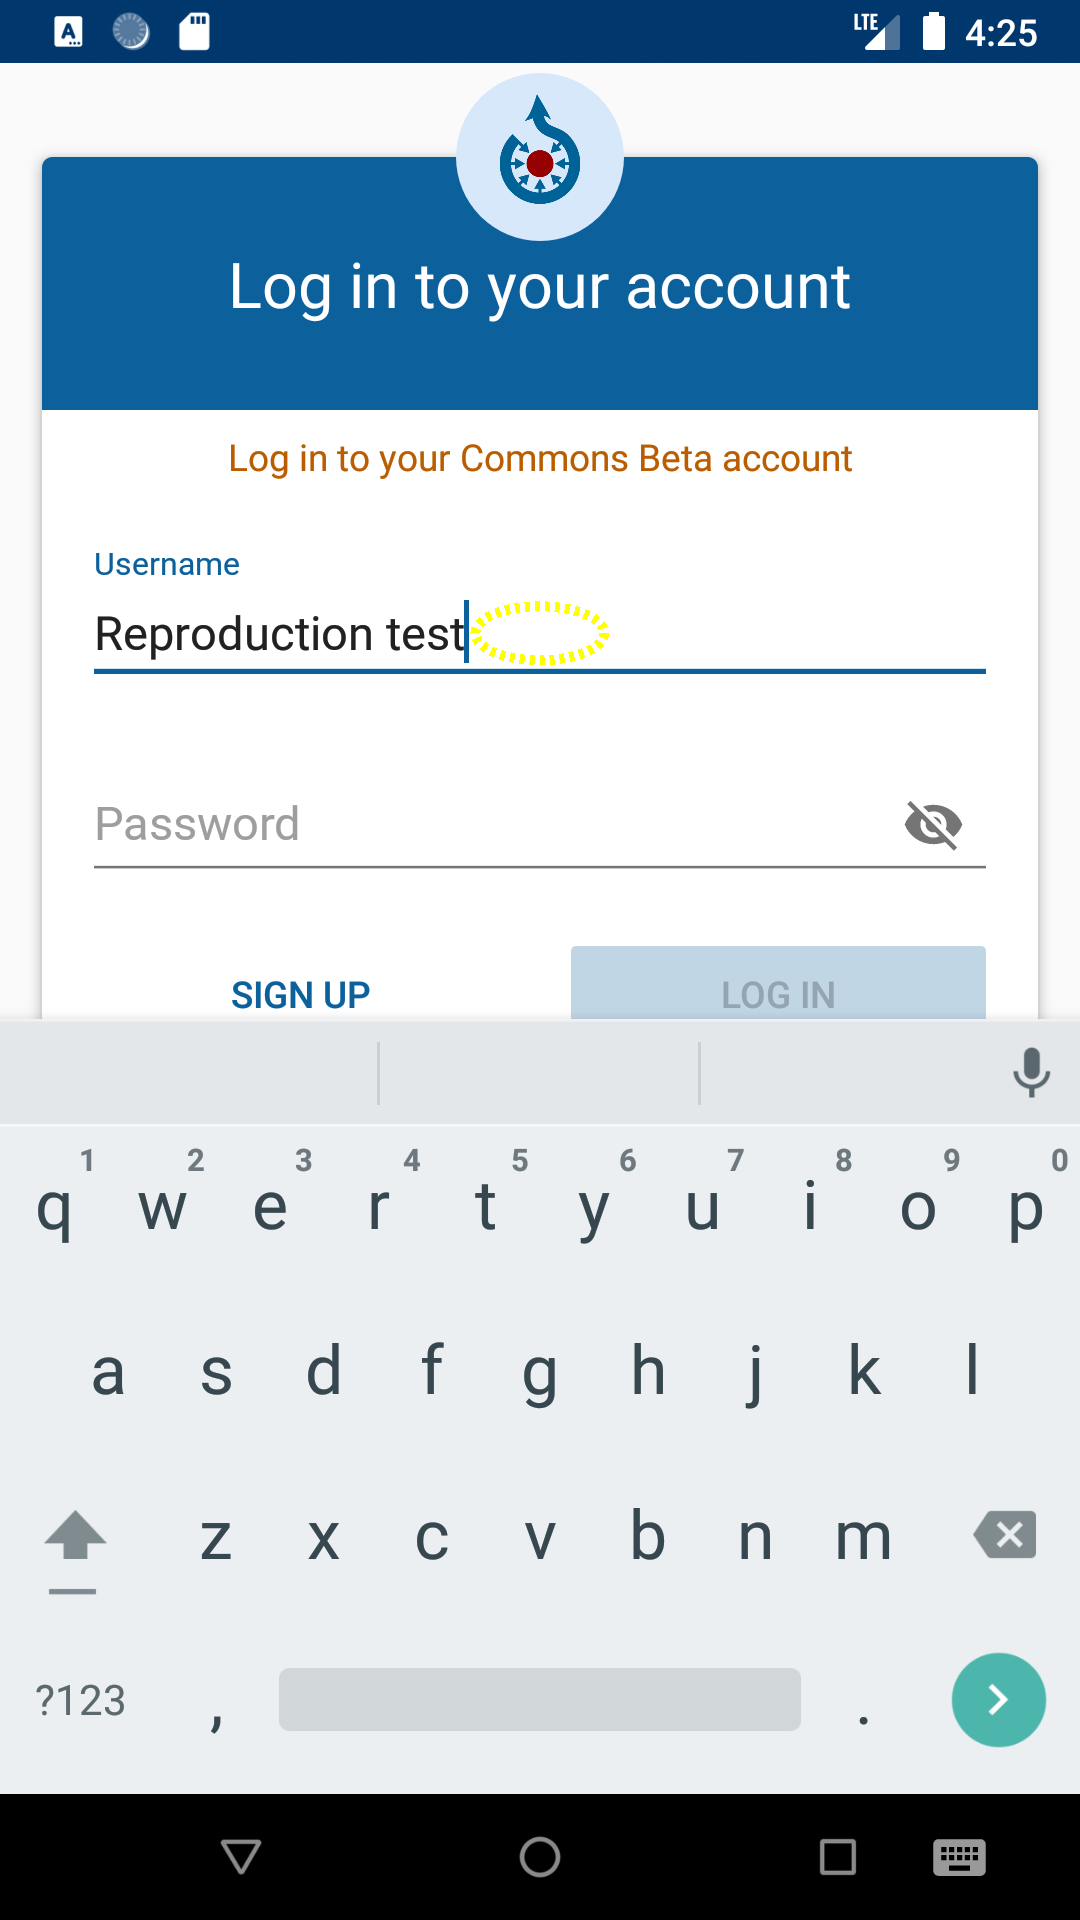 LTE 4:25
Log in to your account
Log in to your Commons Beta account
Username
Reproduction test
Password
SIGN UP LOG IN
1 2 3 4 5 6 7 8 9 0
q w e r t y u i o p
a s d f g h j k l
z x c v b n m
?123 , .